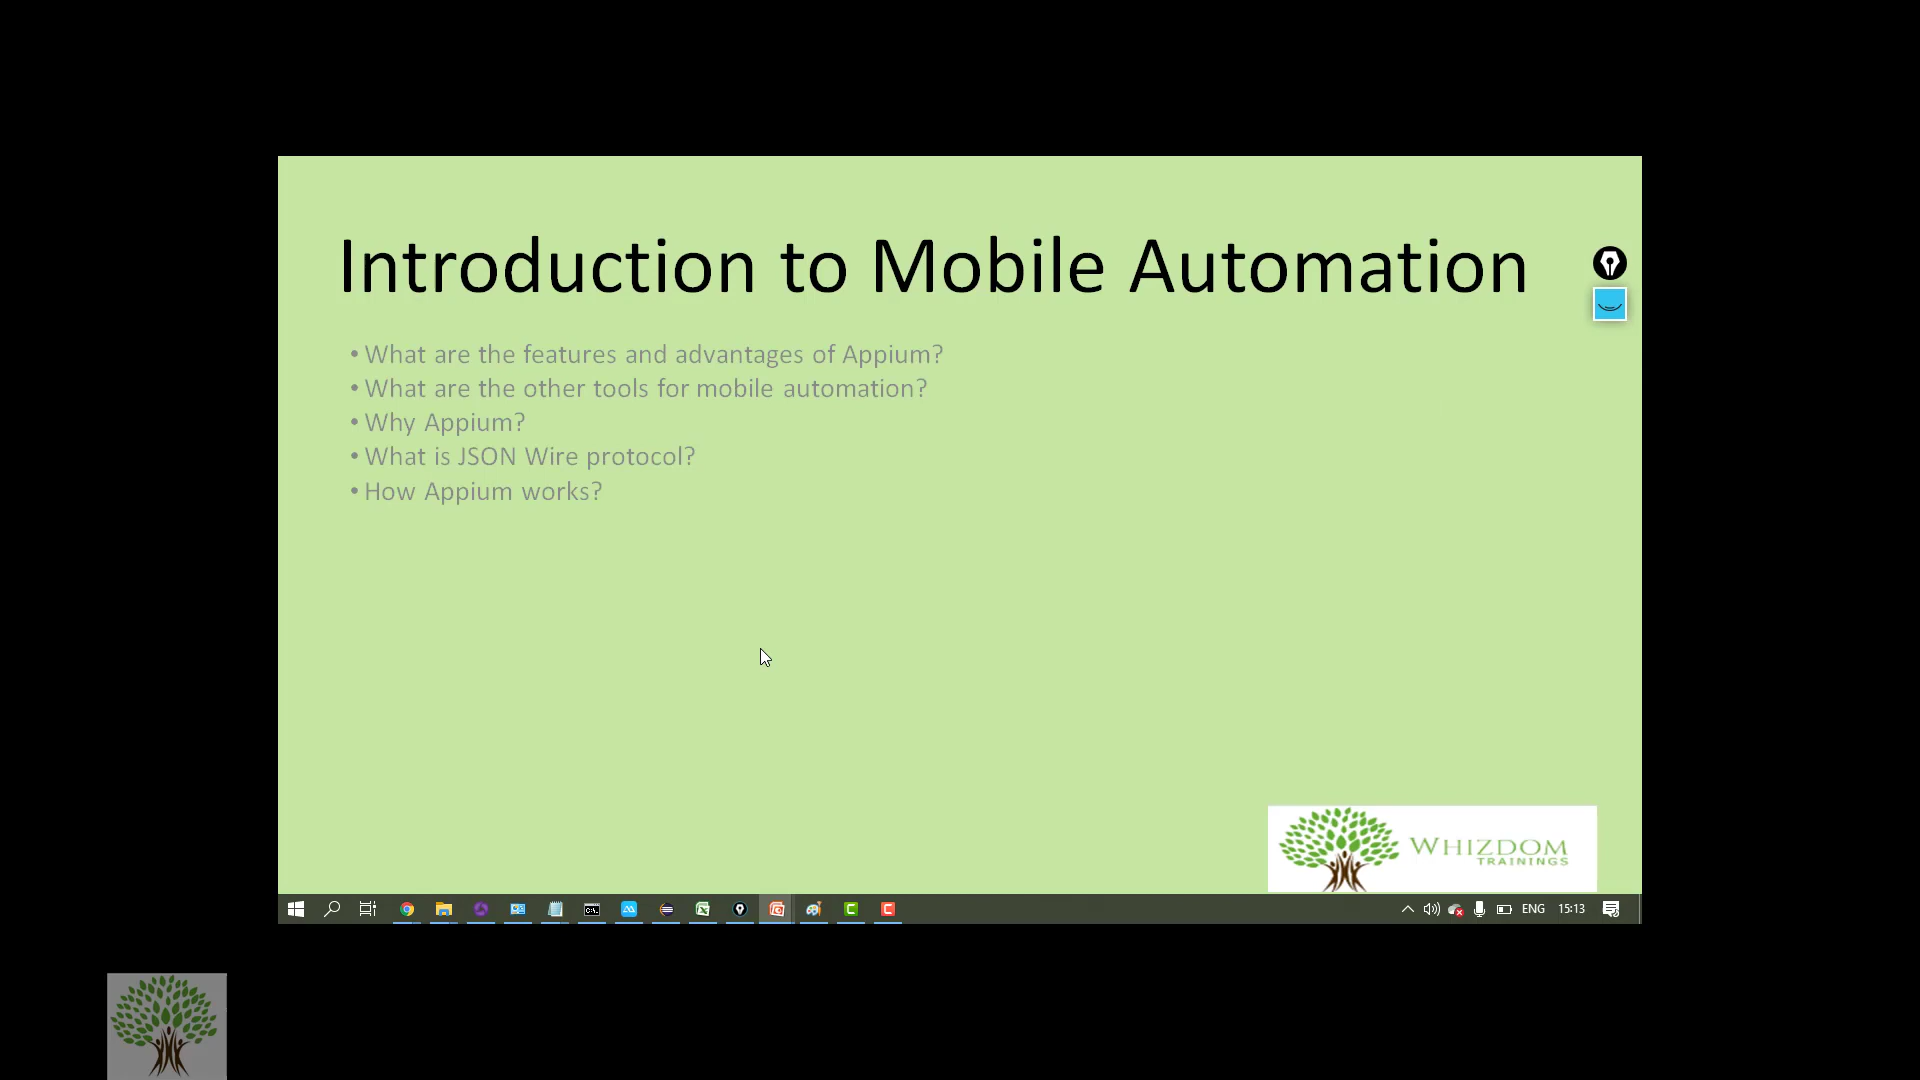 Introduction to Mobile Automation
• What are the features and advantages of Appium?
• What are the other tools for mobile automation?
• Why Appium?
• What is JSON Wire protocol?
• How Appium works?
WHIZDOM
TRAININGS
ENG 15:13